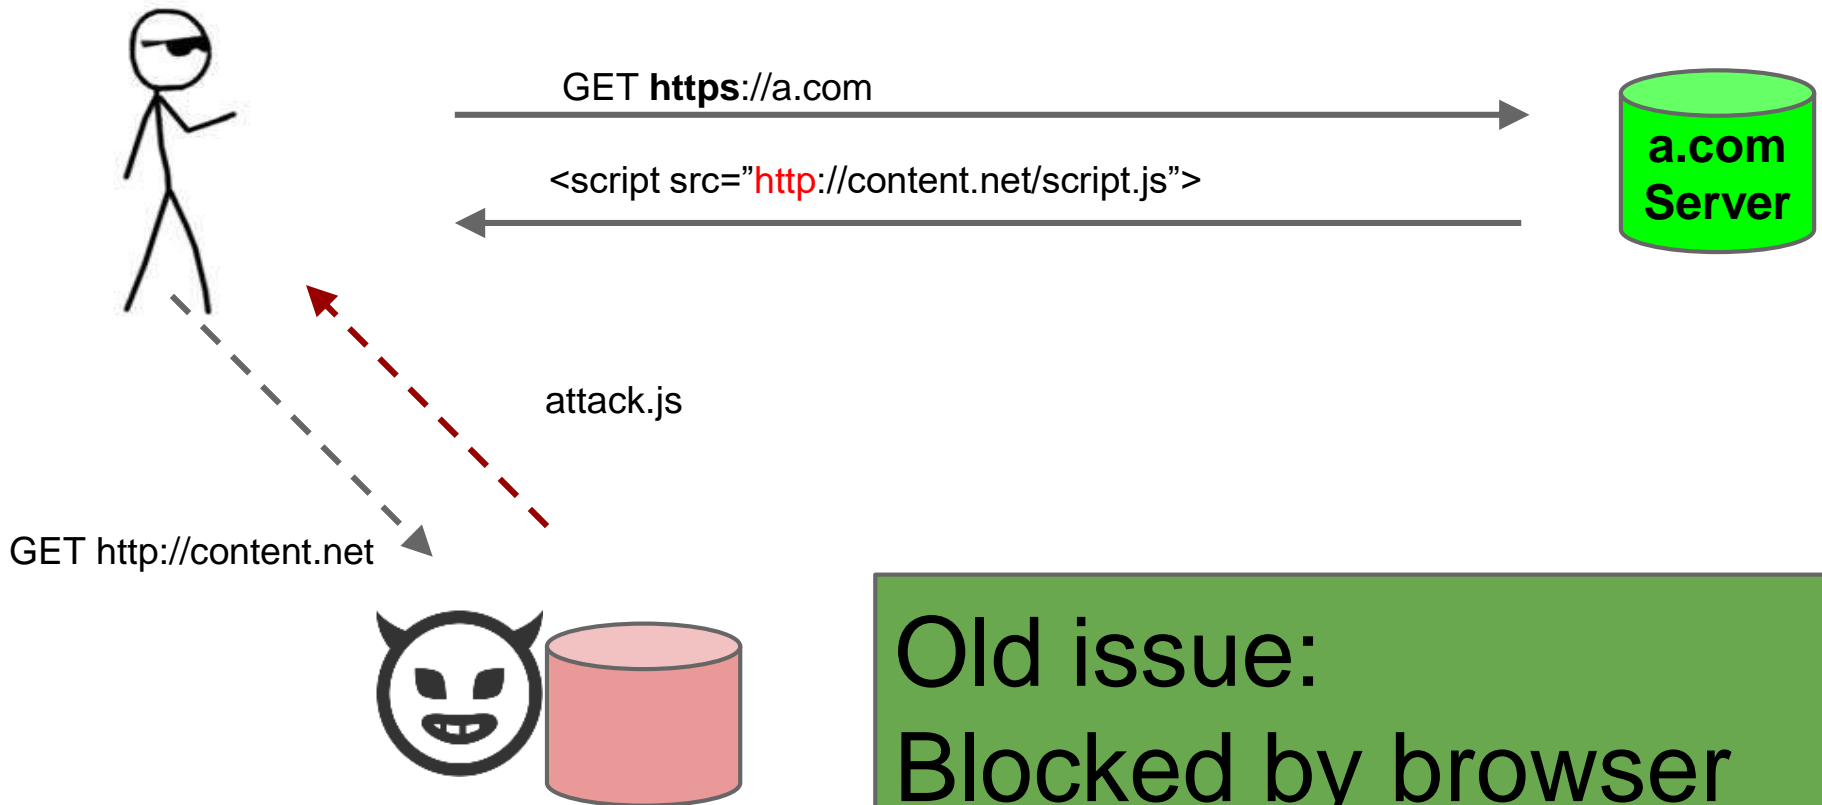 GET https://a.com
<script src=”http://content.net/script.js”>
a.com
Server
attack.js
GET http://content.net
Old issue:
Blocked by browser